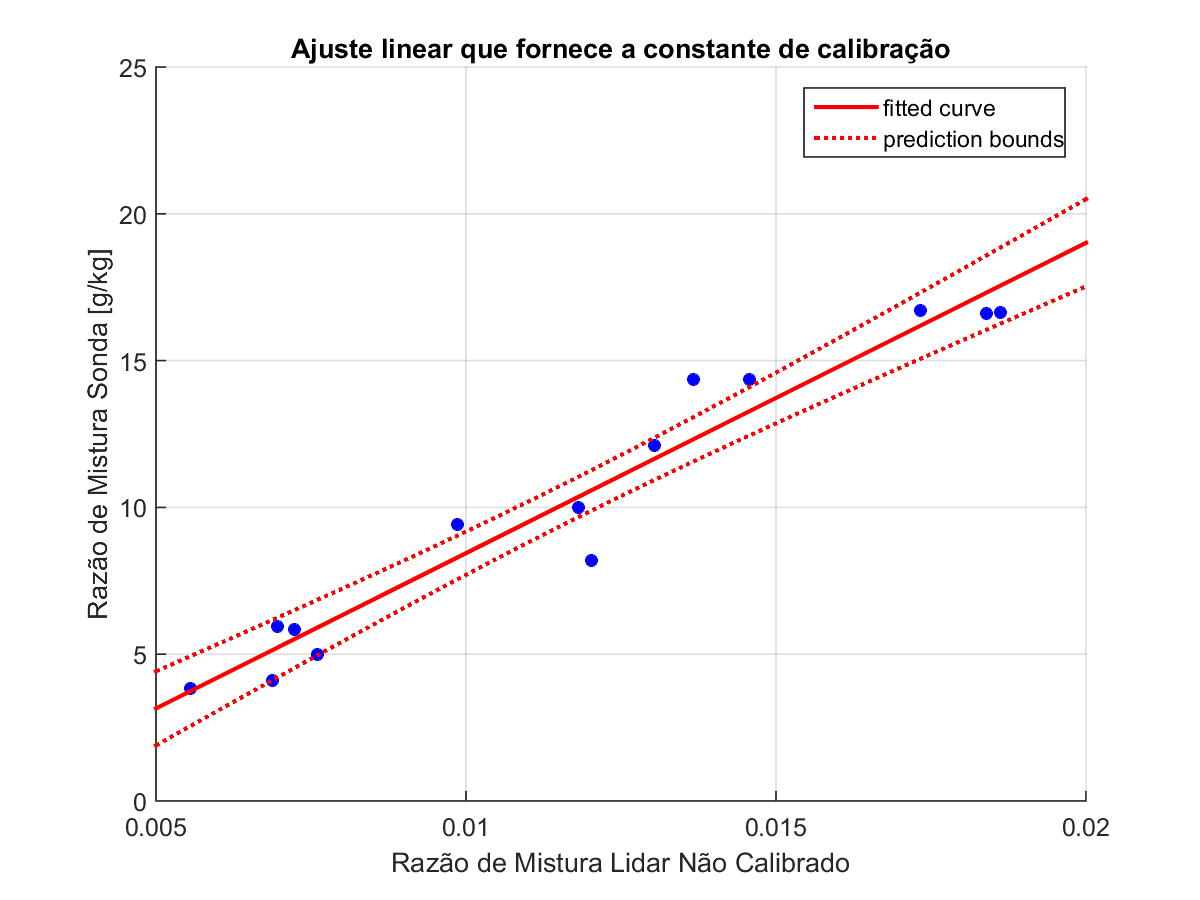 Ajuste linear que fornece a constante de calibração
25
20
15
10
5
0
0.005
0.01
0.015
0.02
fitted curve
prediction bounds
Razão de Mistura Sonda [g/kg]
Razão de Mistura Lidar Não Calibrado